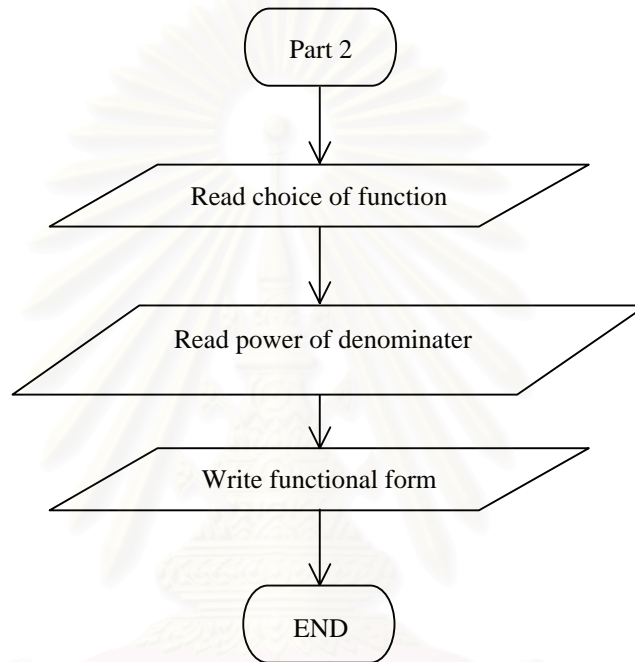 Part 2
Read choice of function
Read power of denominater
Write functional form
END